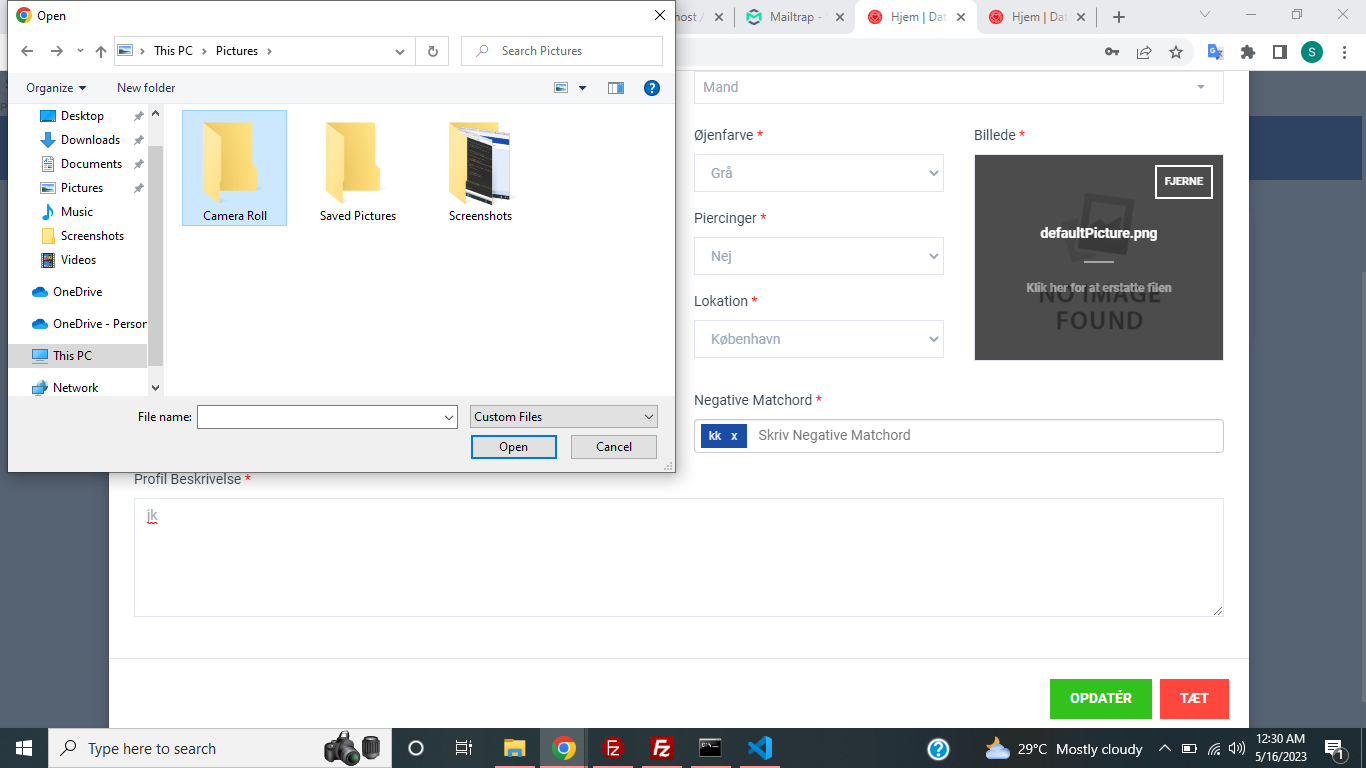 Open
host /
Mailtrap -
Hjem | Dat
Hjem | Dat
This PC
Pictures
Search Pictures
S
Organize
New folder
Desktop
Downloads
Documents
Pictures
Music
Screenshots
Videos
OneDrive
OneDrive - Person
This PC
Network
Camera Roll
Saved Pictures
Screenshots
File name:
Custom Files
Open
Cancel
Mand
Øjenfarve *
Grå
Piercinger *
Nej
Lokation *
København
Billede *
FJERNE
defaultPicture.png
Klik her for at erstatte filen
NO IMAGE
FOUND
Negative Matchord *
kk x
Skriv Negative Matchord
Profil Beskrivelse *
jk
OPDATÉR
TÆT
Type here to search
29°C Mostly cloudy
12:30 AM
5/16/2023
1